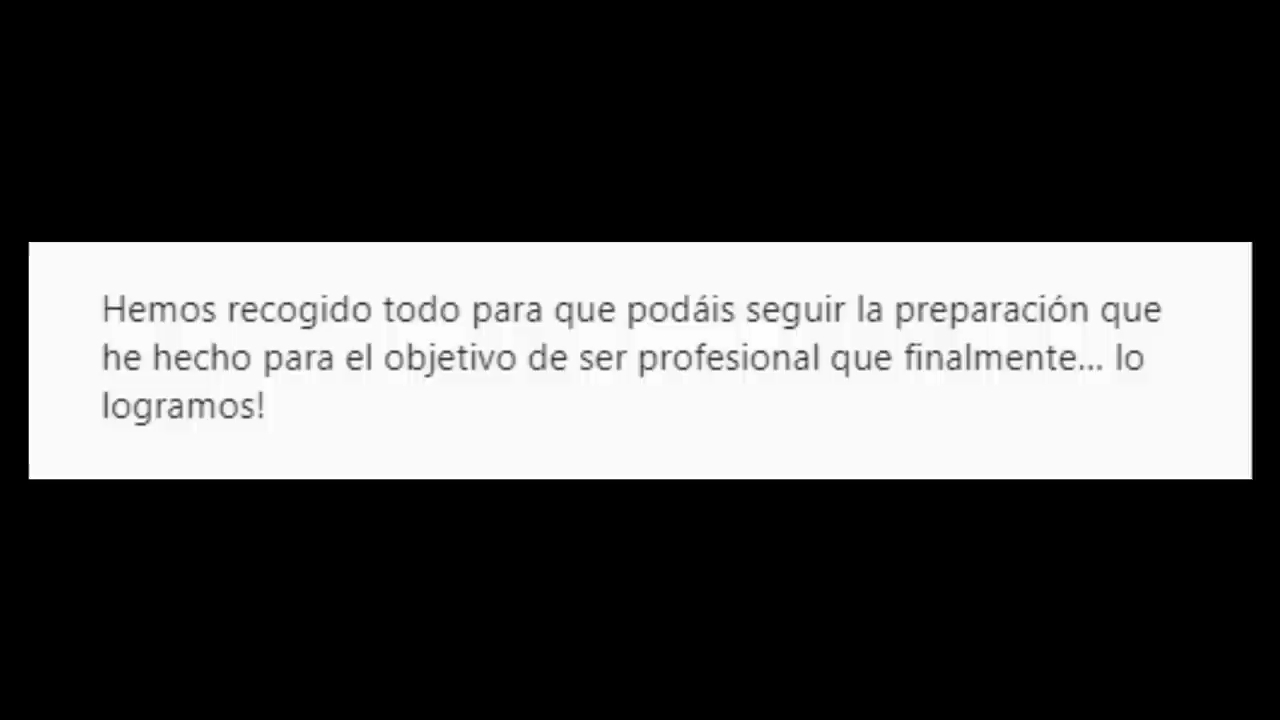 Hemos recogido todo para que podáis seguir la preparación que
he hecho para el objetivo de ser profesional que finalmente... lo
logramos!